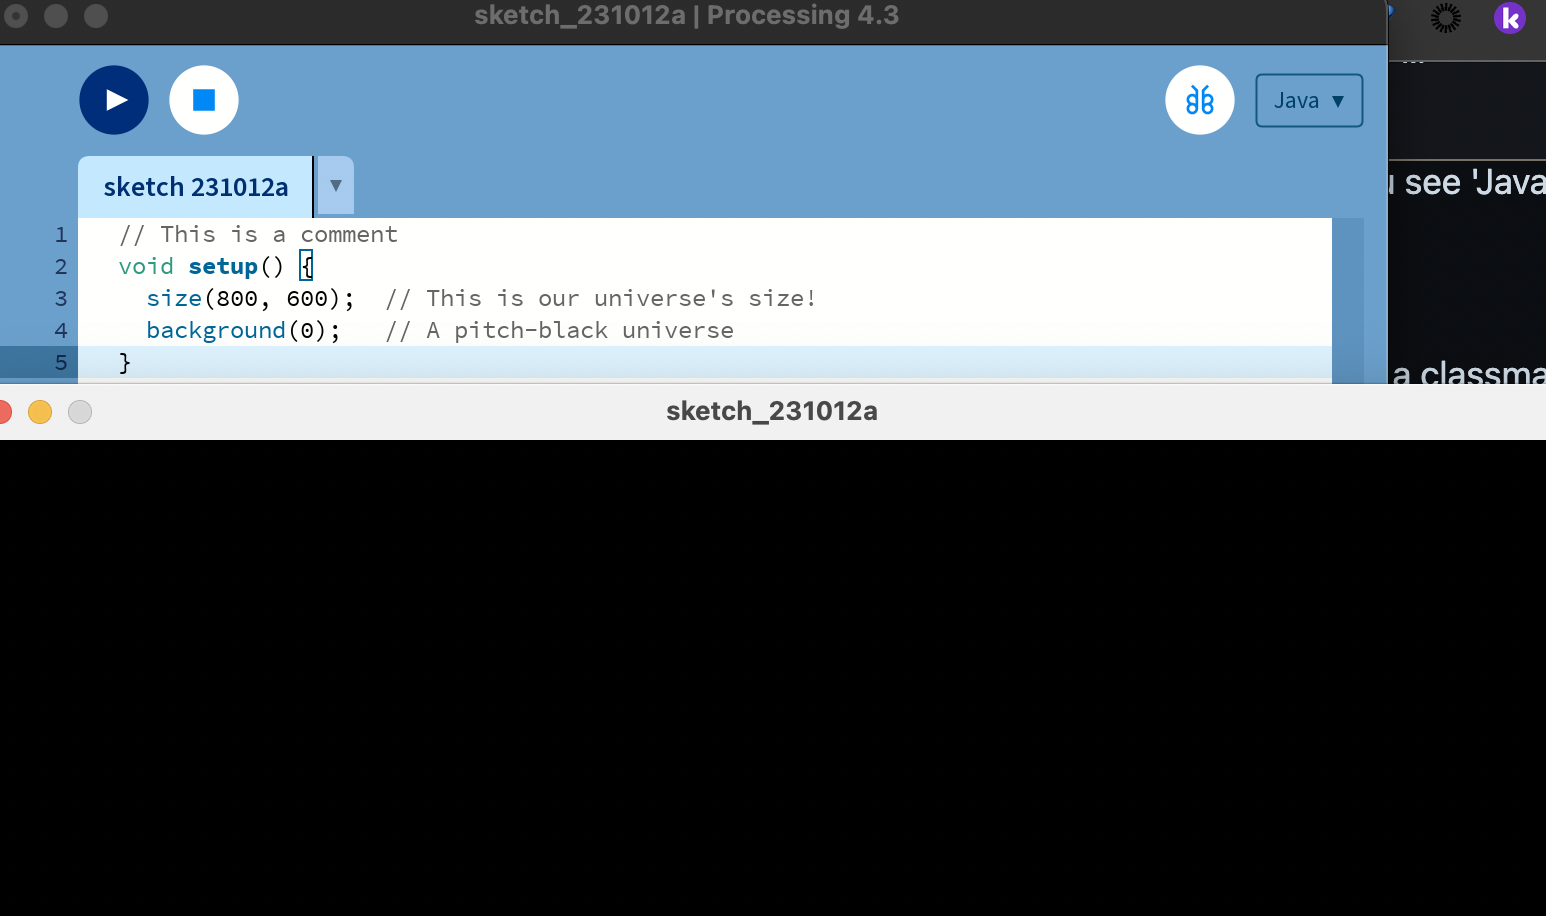 sketch_231012a | Processing 4.3
k
Java ▼
sketch 231012a ▼
see 'Java
1 // This is a comment
2 void setup() {
3 size(800, 600); // This is our universe's size!
4 background(0); // A pitch-black universe
5 }
a classma
sketch_231012a